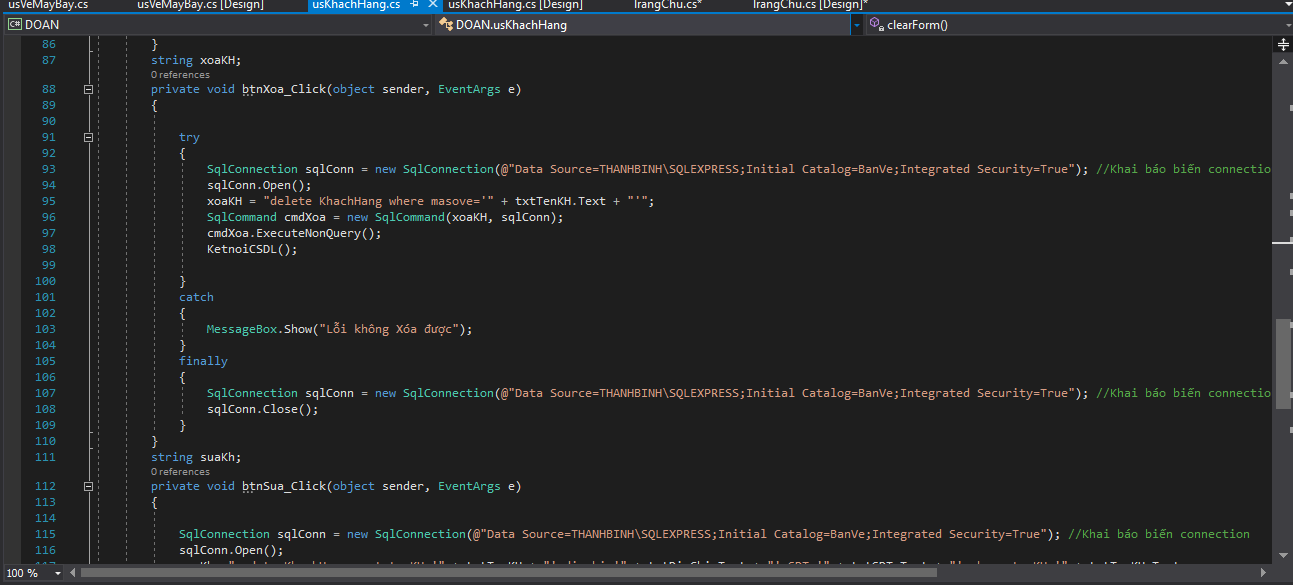 usVeMayBay.cs usVeMayBay.cs [Design] usKhachHang.cs usKhachHang.cs [Design] TrangChu.cs* TrangChu.cs [Design]*
C# DOAN DOAN.usKhachHang clearForm()
86 }
87 string xoaKH;
0 references
88 private void btnXoa_Click(object sender, EventArgs e)
89 {
90
91 try
92 {
93 SqlConnection sqlConn = new SqlConnection(@"Data Source=THANHBINH\SQLEXPRESS;Initial Catalog=BanVe;Integrated Security=True"); //Khai báo biến connectio
94 sqlConn.Open();
95 xoaKH = "delete KhachHang where masove='" + txtTenKH.Text + "'";
96 SqlCommand cmdXoa = new SqlCommand(xoaKH, sqlConn);
97 cmdXoa.ExecuteNonQuery();
98 KetnoiCSDL();
99
100 }
101 catch
102 {
103 MessageBox.Show("Lỗi không Xóa được");
104 }
105 finally
106 {
107 SqlConnection sqlConn = new SqlConnection(@"Data Source=THANHBINH\SQLEXPRESS;Initial Catalog=BanVe;Integrated Security=True"); //Khai báo biến connectio
108 sqlConn.Close();
109 }
110 }
111 string suaKh;
0 references
112 private void btnSua_Click(object sender, EventArgs e)
113 {
114
115 SqlConnection sqlConn = new SqlConnection(@"Data Source=THANHBINH\SQLEXPRESS;Initial Catalog=BanVe;Integrated Security=True"); //Khai báo biến connection
116 sqlConn.Open();
100 %